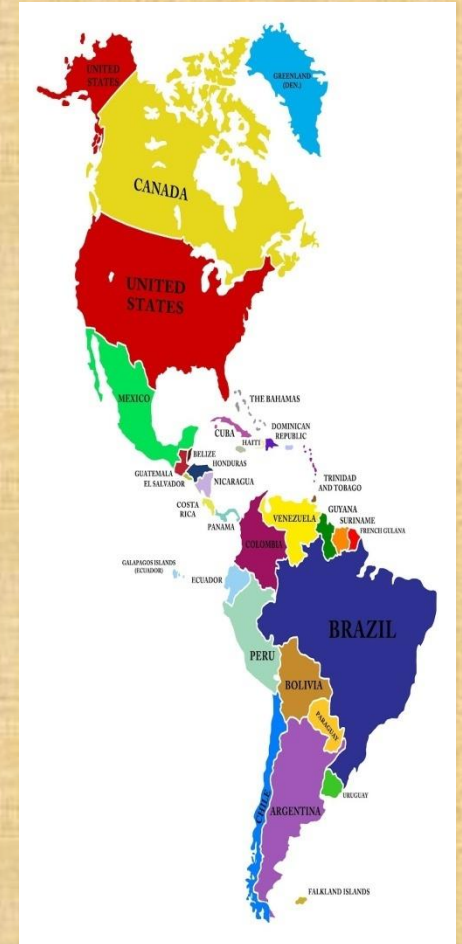 UNITED
STATES
GREENLAND
(DEN.)
CANADA
UNITED
STATES
MEXICO
THE BAHAMAS
CUBA
HAITI
DOMINICAN
REPUBLIC
BELIZE
HONDURAS
GUATEMALA
EL SALVADOR
NICARAGUA
TRINIDAD
AND TOBAGO
COSTA
RICA
PANAMA
VENEZUELA
GUYANA
SURINAME
FRENCH GUIANA
COLOMBIA
GALAPAGOS ISLANDS
(ECUADOR)
ECUADOR
BRAZIL
PERU
BOLIVIA
PARAGUAY
URUGUAY
CHILE
ARGENTINA
FALKLAND ISLANDS